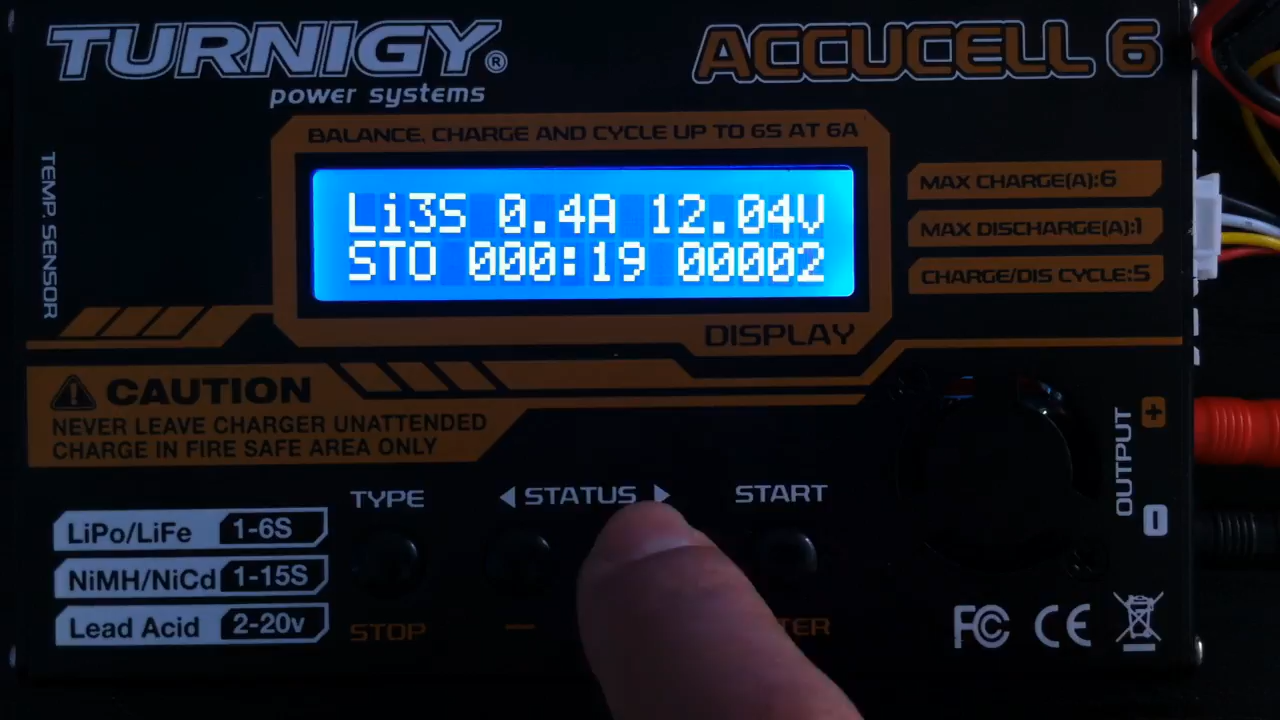 TURNIGY®
power systems
ACCUCELL 6
BALANCE, CHARGE AND CYCLE UP TO 6S AT 6A
TEMP. SENSOR
Li3S 0.4A 12.04V
STO 000:19 00002
MAX CHARGE(A):6
MAX DISCHARGE(A):1
CHARGE/DIS CYCLE:5
DISPLAY
CAUTION
NEVER LEAVE CHARGER UNATTENDED
CHARGE IN FIRE SAFE AREA ONLY
OUTPUT
+
−
TYPE
◀ STATUS ▶
START
LiPo/LiFe 1-6S
NiMH/NiCd 1-15S
Lead Acid 2-20v
STOP
−
FC CE